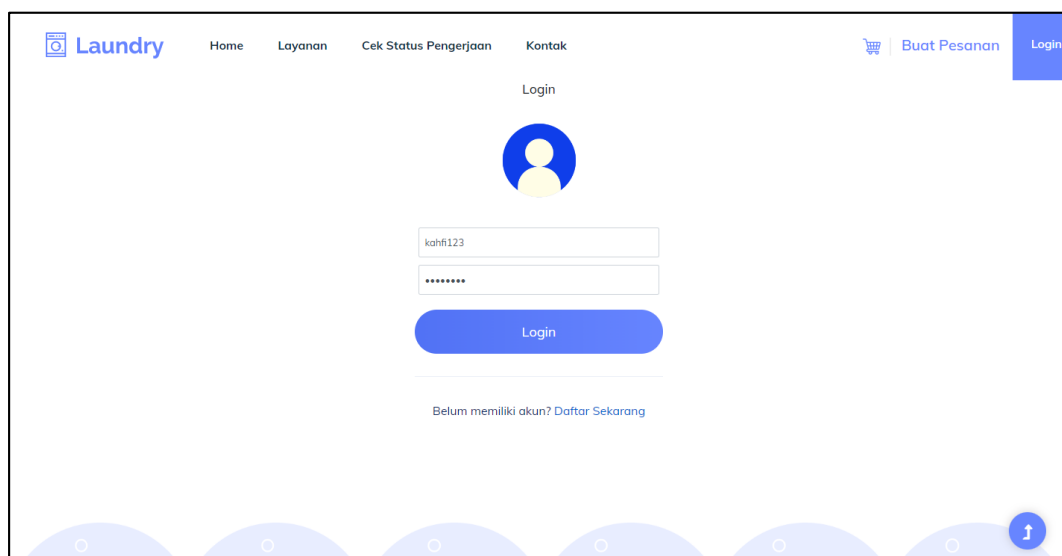 Laundry Home Layanan Cek Status Pengerjaan Kontak Buat Pesanan Login
Login
kahfi123
••••••••
Login
Belum memiliki akun? Daftar Sekarang